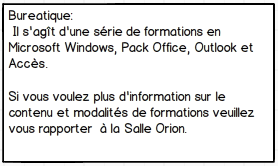 Bureatique:
Il s'agît d'une série de formations en
Microsoft Windows, Pack Office, Outlook et
Accès.
Si vous voulez plus d'information sur le
contenu et modalités de formations veuillez
vous rapporter à la Salle Orion.